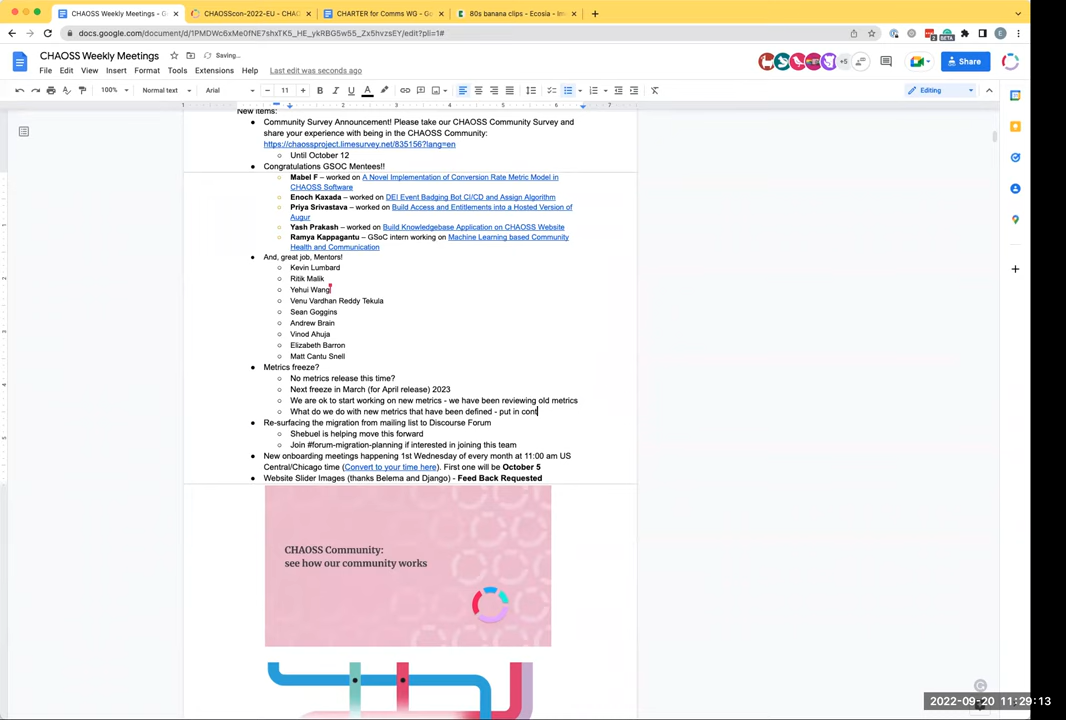 CHAOSS Weekly Meetings - G
CHAOSScon-2022-EU - CHAO
CHARTER for Comms WG - Goo
80s banana clips - Ecosia - Im
docs.google.com/document/d/1PMDWc6xMe0fNE7shxTK5_HE_ykRBG5w55_Zx5hvzsEY/edit?pli=1#
2
BETA
E
CHAOSS Weekly Meetings
Saving...
File Edit View Insert Format Tools Extensions Help Last edit was seconds ago
+5
Share
100%
Normal text
Arial
11
Editing
New items:
Community Survey Announcement! Please take our CHAOSS Community Survey and
share your experience with being in the CHAOSS Community:
https://chaossproject.limesurvey.net/835156?lang=en
Until October 12
Congratulations GSOC Mentees!!
Mabel F – worked on A Novel Implementation of Conversion Rate Metric Model in
CHAOSS Software
Enoch Kaxada – worked on DEI Event Badging Bot CI/CD and Assign Algorithm
Priya Srivastava – worked on Build Access and Entitlements into a Hosted Version of
Augur
Yash Prakash – worked on Build Knowledgebase Application on CHAOSS Website
Ramya Kappagantu – GSoC intern working on Machine Learning based Community
Health and Communication
And, great job, Mentors!
Kevin Lumbard
Ritik Malik
Yehui Wang
Venu Vardhan Reddy Tekula
Sean Goggins
Andrew Brain
Vinod Ahuja
Elizabeth Barron
Matt Cantu Snell
Metrics freeze?
No metrics release this time?
Next freeze in March (for April release) 2023
We are ok to start working on new metrics - we have been reviewing old metrics
What do we do with new metrics that have been defined - put in cont
Re-surfacing the migration from mailing list to Discourse Forum
Shebuel is helping move this forward
Join #forum-migration-planning if interested in joining this team
New onboarding meetings happening 1st Wednesday of every month at 11:00 am US
Central/Chicago time (Convert to your time here). First one will be October 5
Website Slider Images (thanks Belema and Django) - Feed Back Requested
CHAOSS Community:
see how our community works
2022-09-20 11:29:13